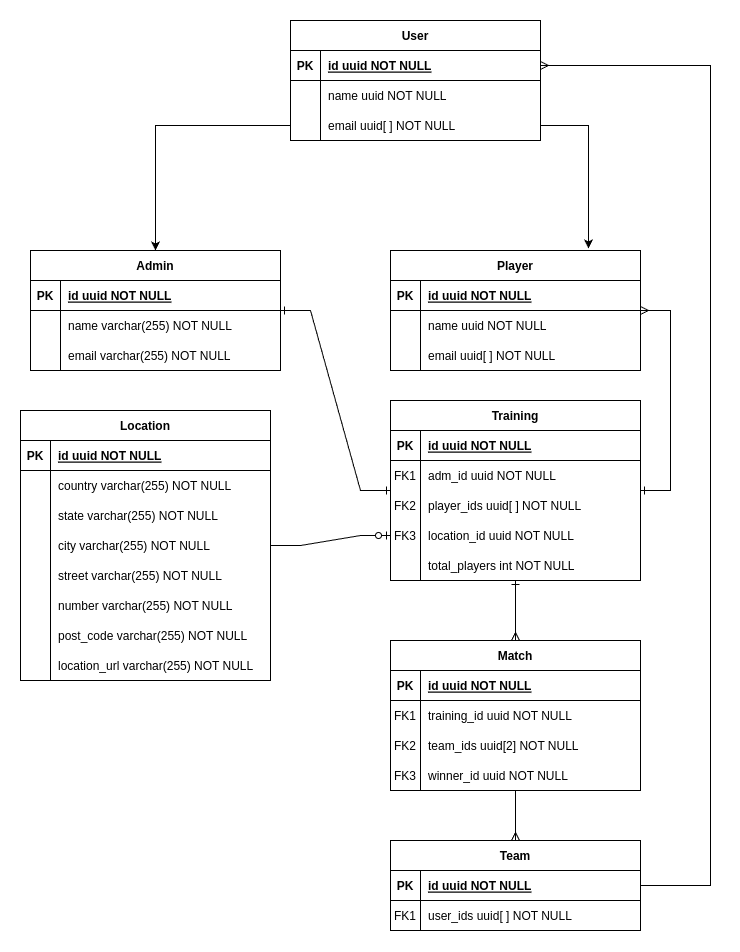 User
PK id uuid NOT NULL
name uuid NOT NULL
email uuid[ ] NOT NULL
Admin
PK id uuid NOT NULL
name varchar(255) NOT NULL
email varchar(255) NOT NULL
Player
PK id uuid NOT NULL
name uuid NOT NULL
email uuid[ ] NOT NULL
Location
PK id uuid NOT NULL
country varchar(255) NOT NULL
state varchar(255) NOT NULL
city varchar(255) NOT NULL
street varchar(255) NOT NULL
number varchar(255) NOT NULL
post_code varchar(255) NOT NULL
location_url varchar(255) NOT NULL
Training
PK id uuid NOT NULL
FK1 adm_id uuid NOT NULL
FK2 player_ids uuid[ ] NOT NULL
FK3 location_id uuid NOT NULL
total_players int NOT NULL
Match
PK id uuid NOT NULL
FK1 training_id uuid NOT NULL
FK2 team_ids uuid[2] NOT NULL
FK3 winner_id uuid NOT NULL
Team
PK id uuid NOT NULL
FK1 user_ids uuid[ ] NOT NULL